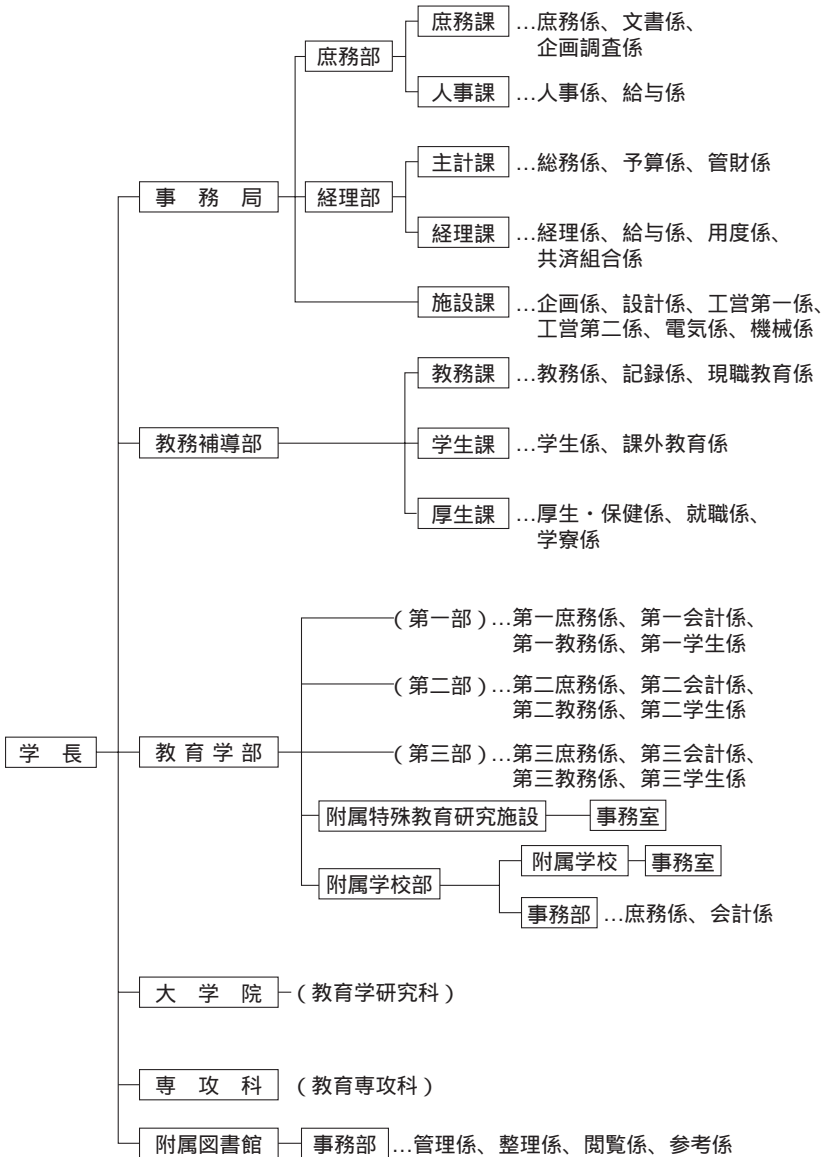 庶務課 …庶務係、文書係、
企画調査係
庶務部
人事課 …人事係、給与係
主計課 …総務係、予算係、管財係
事 務 局 経理部
経理課 …経理係、給与係、用度係、
共済組合係
施設課 …企画係、設計係、工営第一係、
工営第二係、電気係、機械係
教務課 …教務係、記録係、現職教育係
教務補導部 学生課 …学生係、課外教育係
厚生課 …厚生・保健係、就職係、
学寮係
(第一部)…第一庶務係、第一会計係、
第一教務係、第一学生係
(第二部)…第二庶務係、第二会計係、
第二教務係、第二学生係
学 長 教 育 学 部 (第三部)…第三庶務係、第三会計係、
第三教務係、第三学生係
附属特殊教育研究施設 事務室
附属学校 事務室
附属学校部
事務部 …庶務係、会計係
大 学 院 (教育学研究科)
専 攻 科 (教育専攻科)
附属図書館 事務部 …管理係、整理係、閲覧係、参考係